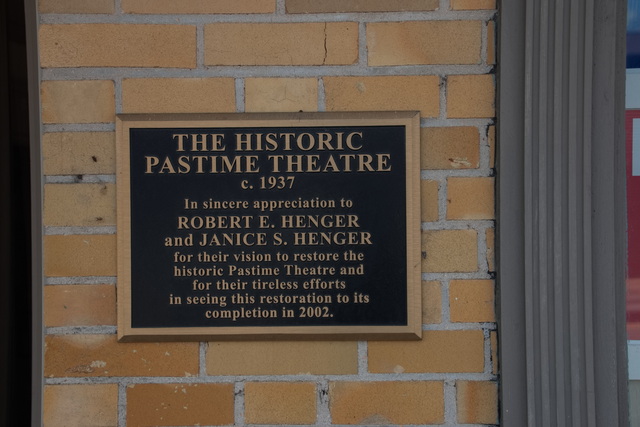 THE HISTORIC
PASTIME THEATRE
c. 1937
In sincere appreciation to
ROBERT E. HENGER
and JANICE S. HENGER
for their vision to restore the
historic Pastime Theatre and
for their tireless efforts
in seeing this restoration to its
completion in 2002.